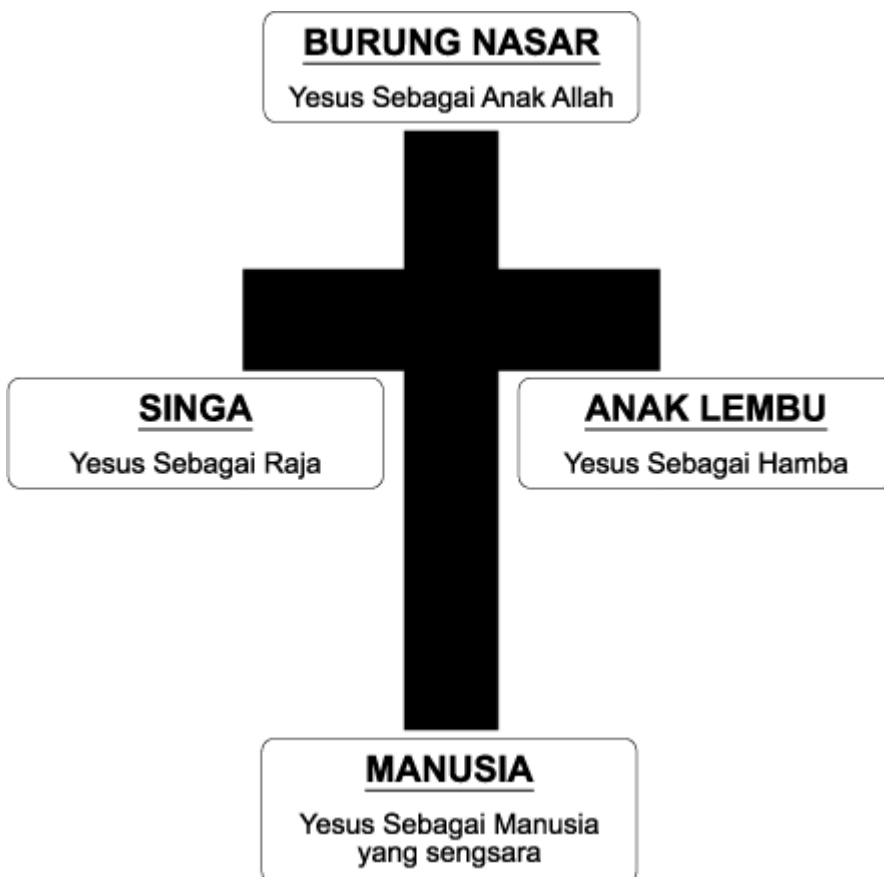 BURUNG NASAR
Yesus Sebagai Anak Allah
SINGA
Yesus Sebagai Raja
ANAK LEMBU
Yesus Sebagai Hamba
MANUSIA
Yesus Sebagai Manusia
yang sengsara